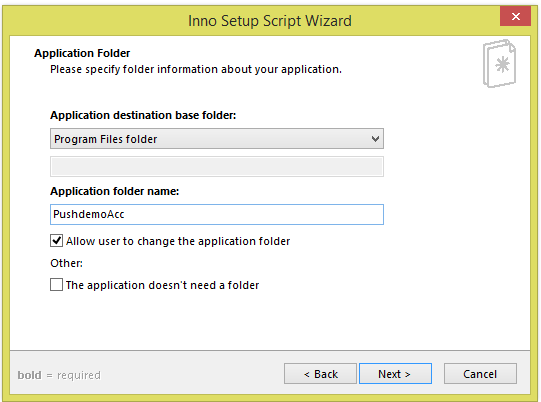 Inno Setup Script Wizard
Application Folder
Please specify folder information about your application.
Application destination base folder:
Program Files folder
Application folder name:
PushdemoAcc
Allow user to change the application folder
Other:
The application doesn't need a folder
bold = required
< Back
Next >
Cancel